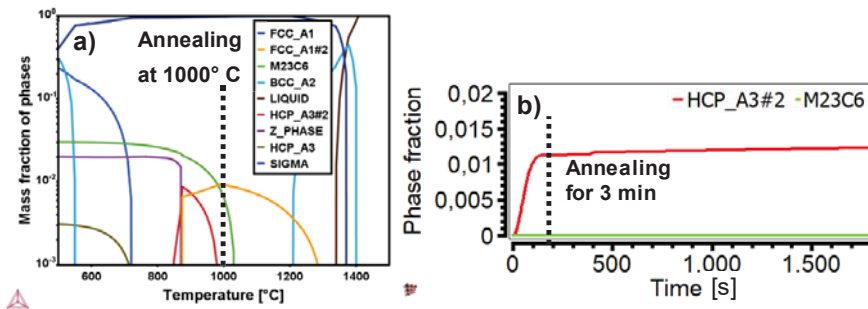 a)
Annealing
at 1000° C
FCC_A1
FCC_A1#2
M23C6
BCC_A2
LIQUID
HCP_A3#2
Z_PHASE
HCP_A3
SIGMA
Mass fraction of phases
10⁰
10⁻¹
10⁻²
10⁻³
600 800 1000 1200 1400
Temperature [°C]
b)
HCP_A3#2 M23C6
Annealing
for 3 min
Phase fraction
0,02
0,015
0,01
0,005
0
0 500 1.000 1.500
Time [s]